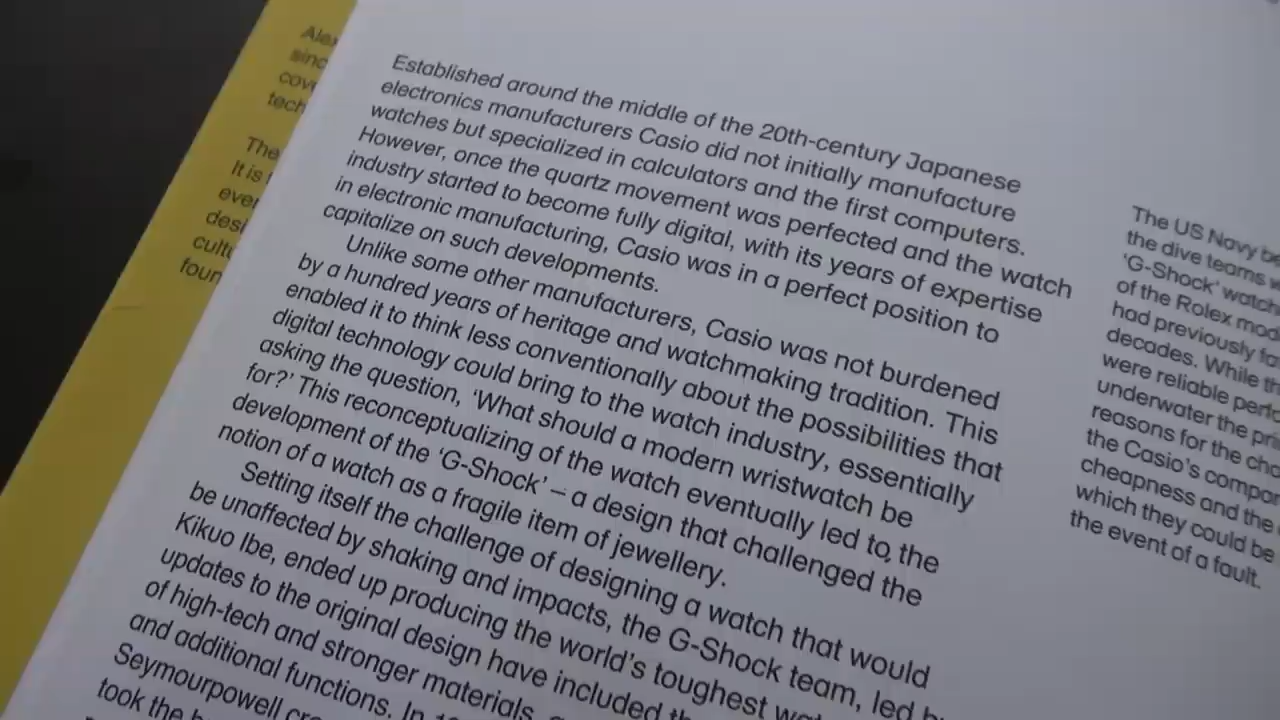 Established around the middle of the 20th-century Japanese
electronics manufacturers Casio did not initially manufacture
watches but specialized in calculators and the first computers.
However, once the quartz movement was perfected and the watch
industry started to become fully digital, with its years of expertise
in electronic manufacturing, Casio was in a perfect position to
capitalize on such developments.
Unlike some other manufacturers, Casio was not burdened
by a hundred years of heritage and watchmaking tradition. This
enabled it to think less conventionally about the possibilities that
digital technology could bring to the watch industry, essentially
asking the question, ‘What should a modern wristwatch be
for?’ This reconceptualizing of the watch eventually led to the
development of the ‘G-Shock’ – a design that challenged the
notion of a watch as a fragile item of jewellery.
Setting itself the challenge of designing a watch that would
be unaffected by shaking and impacts, the G-Shock team, led
Kikuo Ibe, ended up producing the world’s toughest
updates to the original design have included
of high-tech and stronger materials,
and additional functions. In
Seymourpowell
took the
The US Navy
the dive teams
‘G-Shock’
of the Rolex
had previously
decades. While
were reliable
underwater the
reasons for the
the Casio’s
cheapness and the
which they could be
the event of a fault.
The
It is